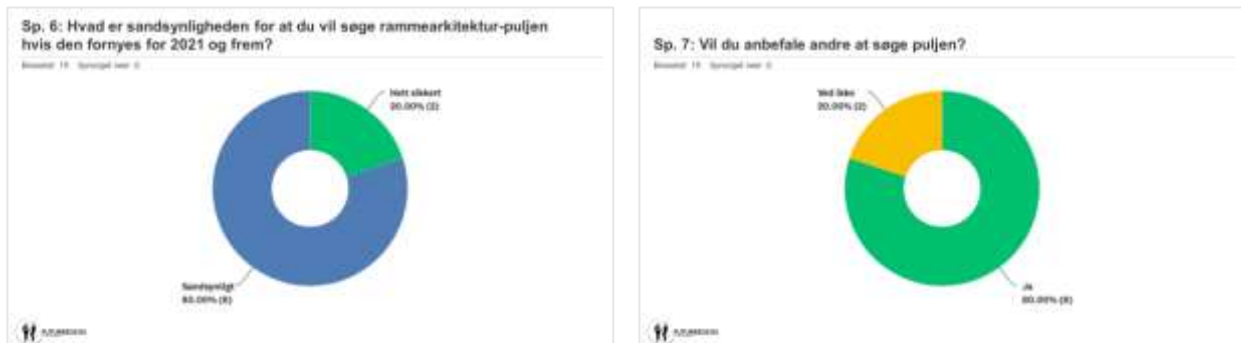 Sp. 6: Hvad er sandsynligheden for at du vil søge rammearkitektur-puljen
hvis den fornyes for 2021 og frem?
Helt sikkert
20.00% (2)
Sandsynligt
80.00% (8)
Sp. 7: Vil du anbefale andre at søge puljen?
Ved ikke
20.00% (2)
Ja
80.00% (8)